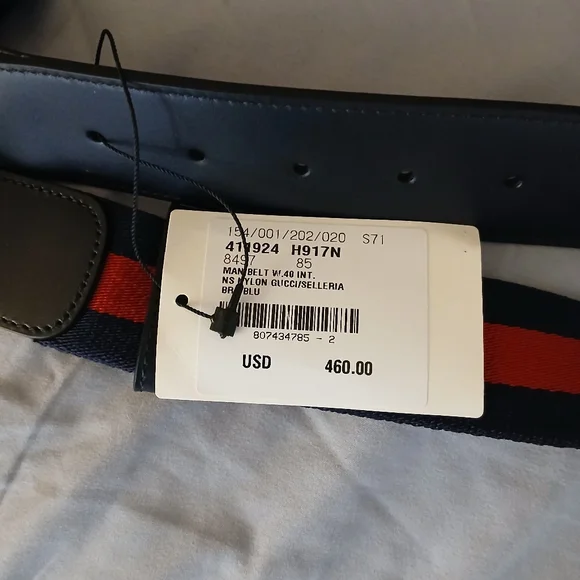 154/001/202/020 S71
411924 H917N
8497 85
MAN BELT W.40 INT.
NS NYLON GUCCI/SELLERIA
BRB/BLU
807434785 - 2
USD 460.00